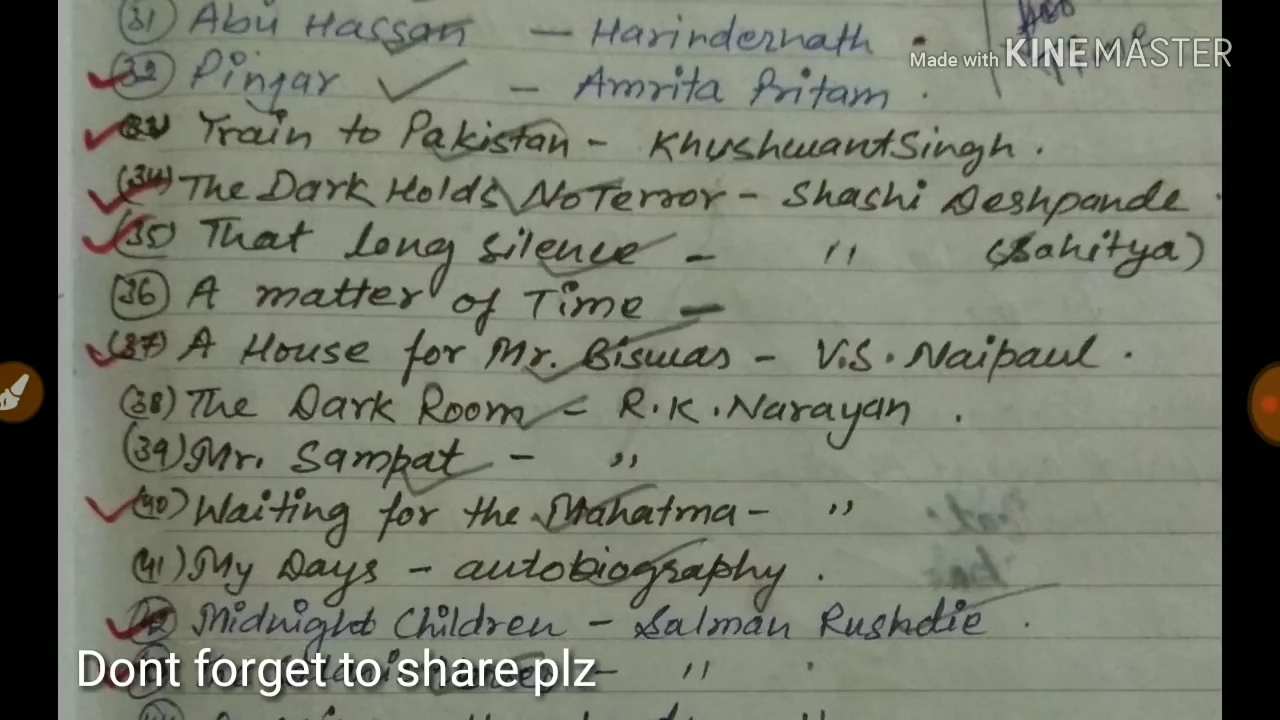 (31) Abu Hassan - Harindernath .
Made with KINEMASTER
(32) Pinjar - Amrita Pritam .
Train to Pakistan - Khushwant Singh .
(34) The Dark Holds No Terror - Shashi Deshpande .
(35) That long silence - " (Sahitya)
(36) A matter of Time -
(37) A House for Mr. Biswas - V.S. Naipaul .
(38) The Dark Room - R.K. Narayan .
(39) Mr. Sampat - "
(40) Waiting for the Mahatma - "
(41) My Days - autobiography .
Midnight Children - Salman Rushdie .
Dont forget to share plz - "